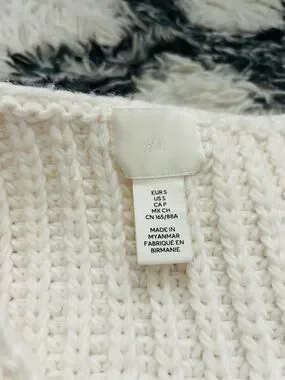 EUR S
US S
CA P
MX CH
CN 165/88A
MADE IN
MYANMAR
FABRIQUÉ EN
BIRMANIE